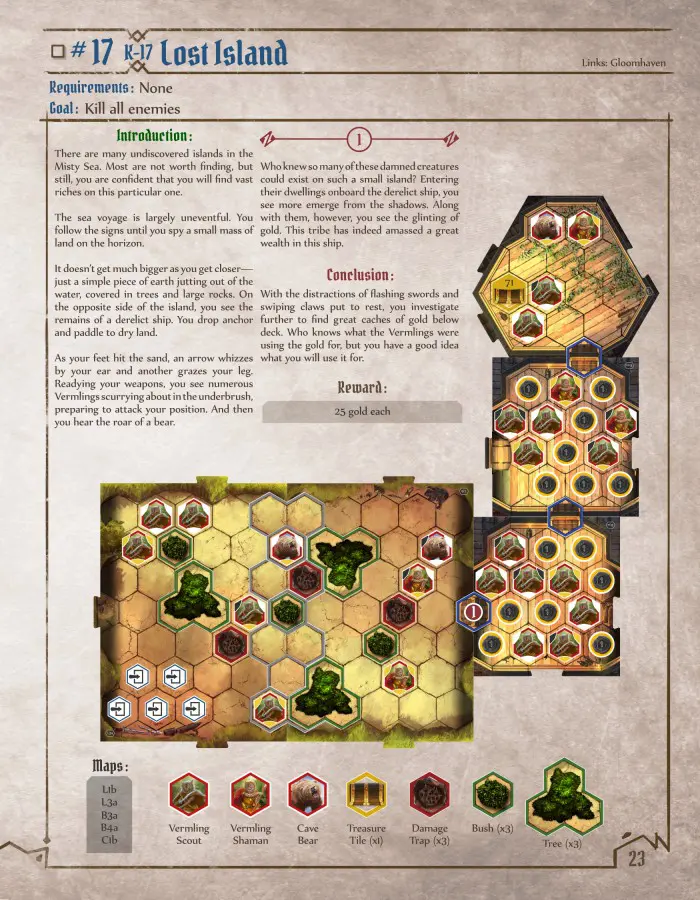 #17 K-17 Lost Island
Links: Gloomhaven
Requirements: None
Goal: Kill all enemies
Introduction:
There are many undiscovered islands in the
Misty Sea. Most are not worth finding, but
still, you are confident that you will find vast
riches on this particular one.
The sea voyage is largely uneventful. You
follow the signs until you spy a small mass of
land on the horizon.
It doesn't get much bigger as you get closer—
just a simple piece of earth jutting out of the
water, covered in trees and large rocks. On
the opposite side of the island, you see the
remains of a derelict ship. You drop anchor
and paddle to dry land.
As your feet hit the sand, an arrow whizzes
by your ear and another grazes your leg.
Readying your weapons, you see numerous
Vermlings scurrying about in the underbrush,
preparing to attack your position. And then
you hear the roar of a bear.
1
Who knew so many of these damned creatures
could exist on such a small island? Entering
their dwellings onboard the derelict ship, you
see more emerge from the shadows. Along
with them, however, you see the glinting of
gold. This tribe has indeed amassed a great
wealth in this ship.
Conclusion:
With the distractions of flashing swords and
swiping claws put to rest, you investigate
further to find great caches of gold below
deck. Who knows what the Vermlings were
using the gold for, but you have a good idea
what you will use it for.
Reward:
25 gold each
71
1
Maps:
L1b
L3a
B3a
B4a
C1b
Vermling
Scout
Vermling
Shaman
Cave
Bear
Treasure
Tile (x1)
Damage
Trap (x3)
Bush (x3)
Tree (x3)
23